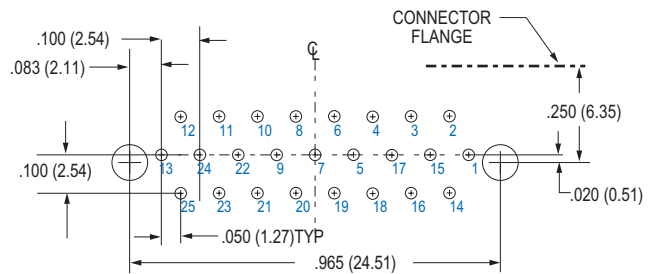 .100 (2.54)
.083 (2.11)
CONNECTOR
FLANGE
℄
.250 (6.35)
12 11 10 8 6 4 3 2
.100 (2.54)
13 24 22 9 7 5 17 15 1
.020 (0.51)
25 23 21 20 19 18 16 14
.050 (1.27)TYP
.965 (24.51)